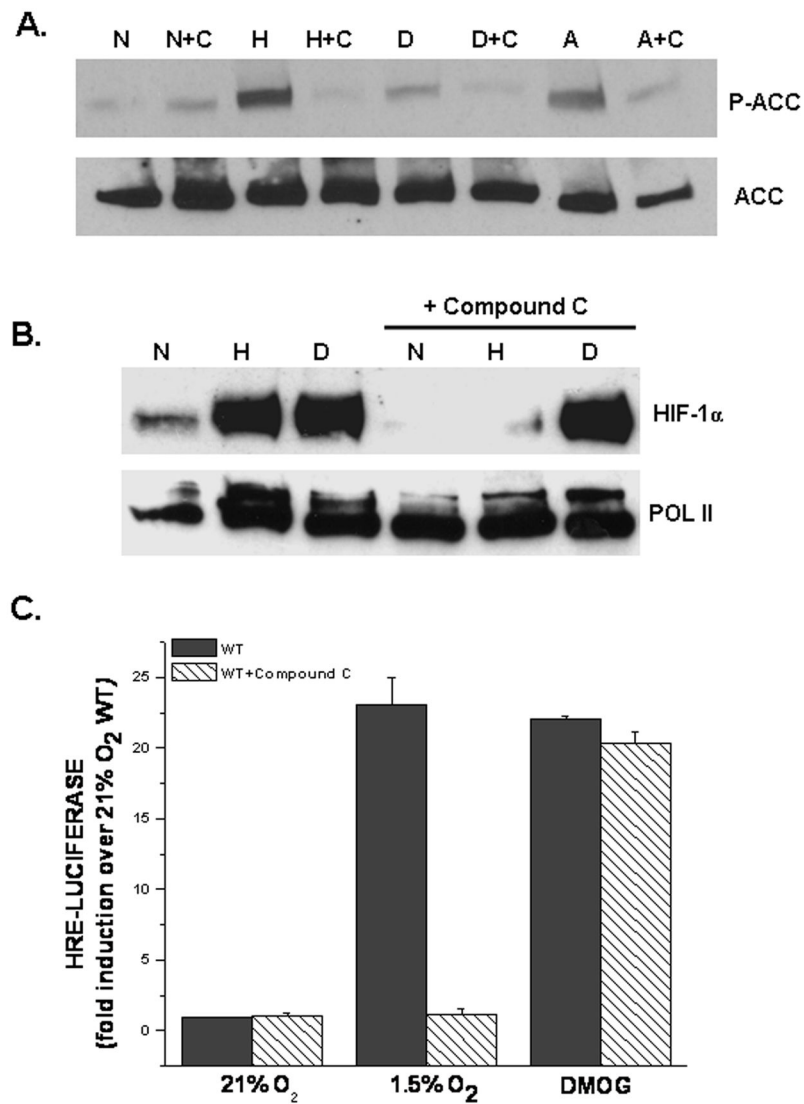 A.
N N+C H H+C D D+C A A+C
P-ACC
ACC
+ Compound C
B.
N H D N H D
HIF-1α
POL II
C.
WT
WT+Compound C
HRE-LUCIFERASE
(fold induction over 21% O₂ WT)
25
20
15
10
5
0
21% O₂ 1.5% O₂ DMOG